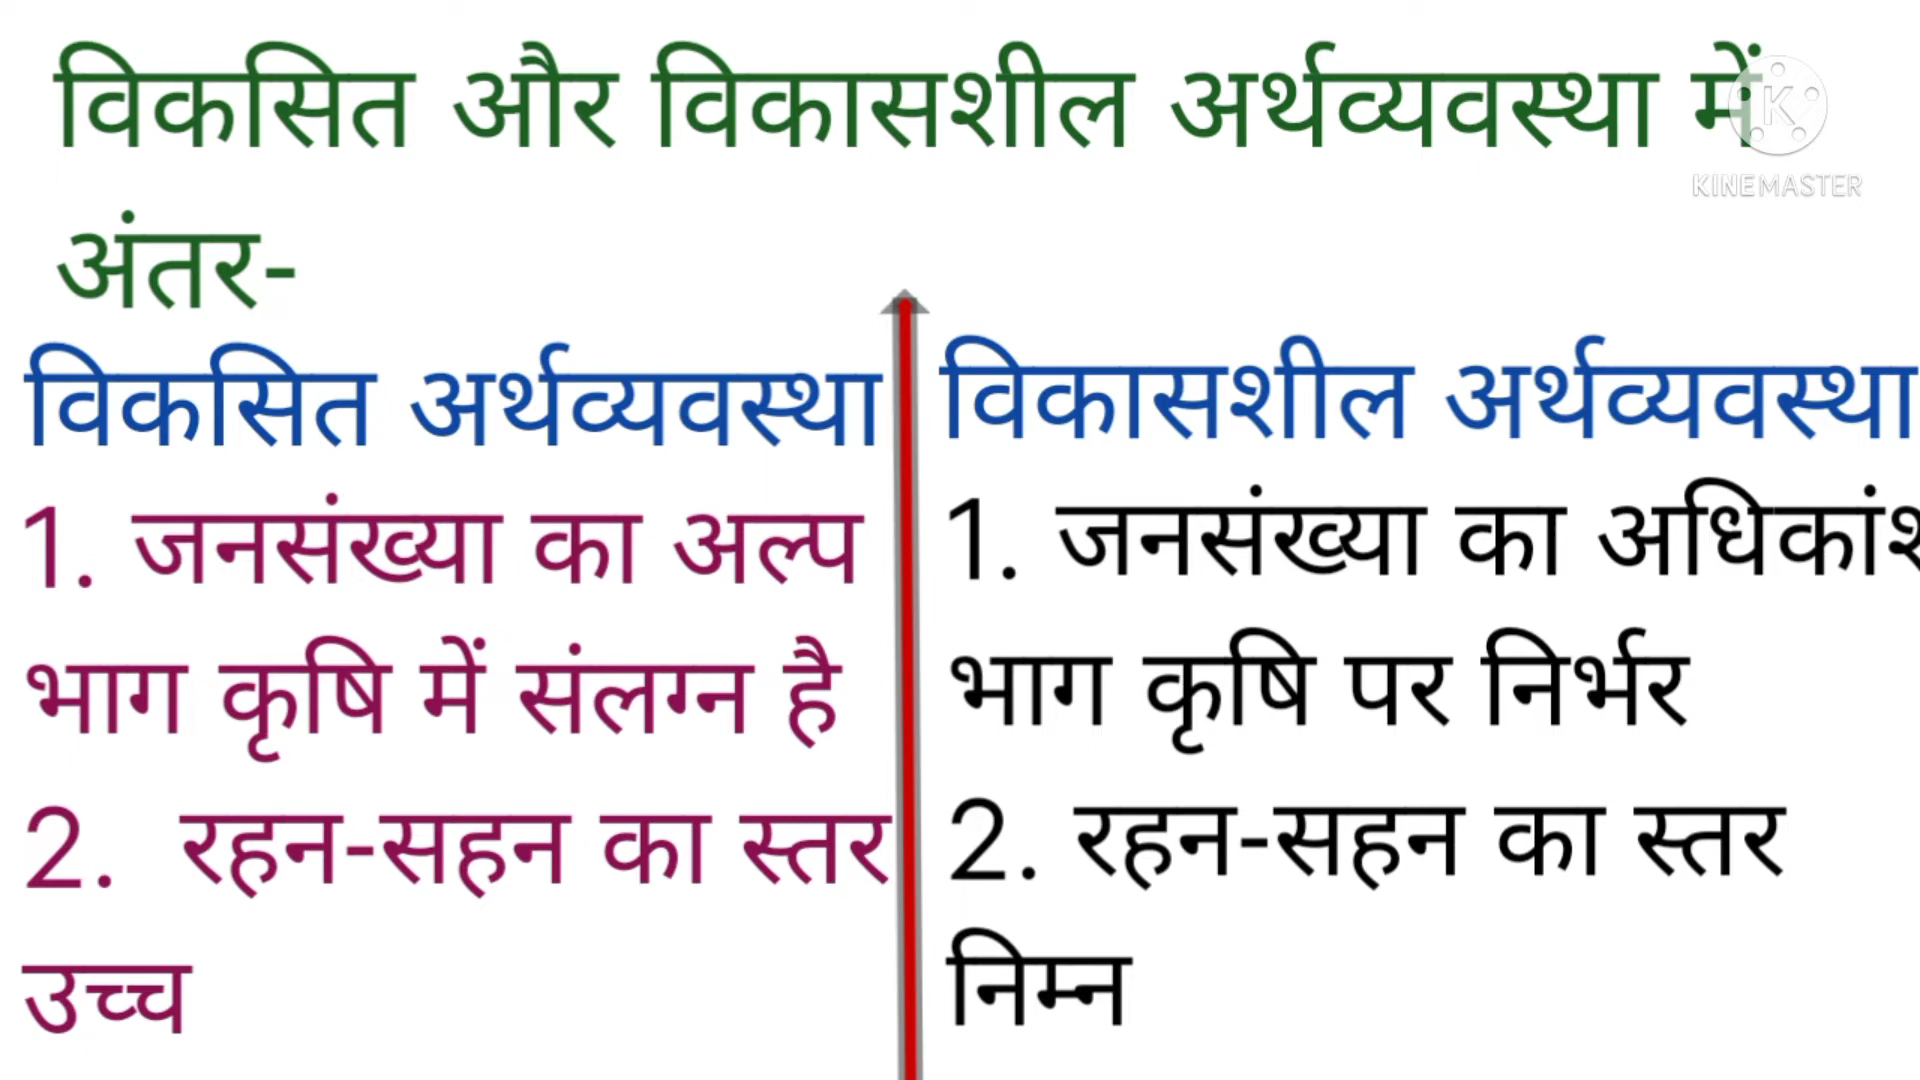 विकसित और विकासशील अर्थव्यवस्था में
KINEMASTER
अंतर-
विकसित अर्थव्यवस्था
1. जनसंख्या का अल्प
भाग कृषि में संलग्न है
2. रहन-सहन का स्तर
उच्च
विकासशील अर्थव्यवस्था
1. जनसंख्या का अधिकांश
भाग कृषि पर निर्भर
2. रहन-सहन का स्तर
निम्न